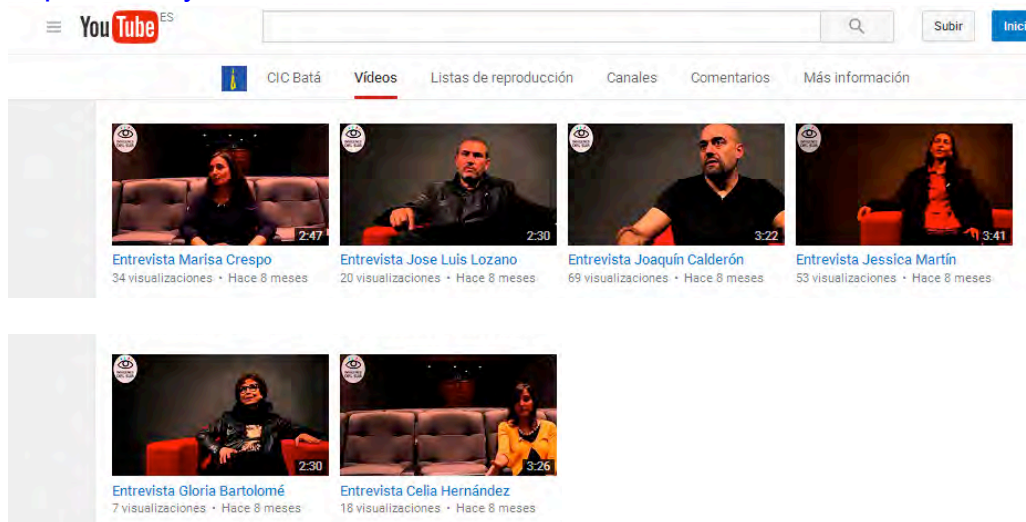 YouTube ES
Subir
Inici
CIC Batá Vídeos Listas de reproducción Canales Comentarios Más información
2:47 2:30 3:22 3:41
Entrevista Marisa Crespo Entrevista Jose Luis Lozano Entrevista Joaquín Calderón Entrevista Jessica Martín
34 visualizaciones • Hace 8 meses 20 visualizaciones • Hace 8 meses 69 visualizaciones • Hace 8 meses 53 visualizaciones • Hace 8 meses
2:30 3:26
Entrevista Gloria Bartolomé Entrevista Celia Hernández
7 visualizaciones • Hace 8 meses 18 visualizaciones • Hace 8 meses